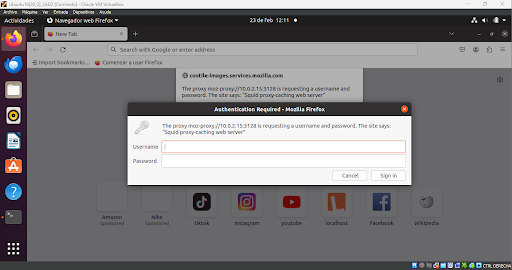 Archivo Máquina Ver Entrada Dispositivos Ayuda
Actividades
Navegador web Firefox
23 de feb 12:11
New Tab
Search with Google or enter address
Import bookmarks...
Comenzar a usar Firefox
contile-images.services.mozilla.com
The proxy moz-proxy://10.0.2.15:3128 is requesting a username and password. The site says: "Squid proxy-caching web server"
Authentication Required - Mozilla Firefox
The proxy moz-proxy://10.0.2.15:3128 is requesting a username and password. The site says:
"Squid proxy-caching web server"
Username
Password
Cancel
Sign in
Amazon
Sponsored
Nike
Sponsored
tiktok
instagram
youtube
localhost
Facebook
Wikipedia
CTRL DERECHA